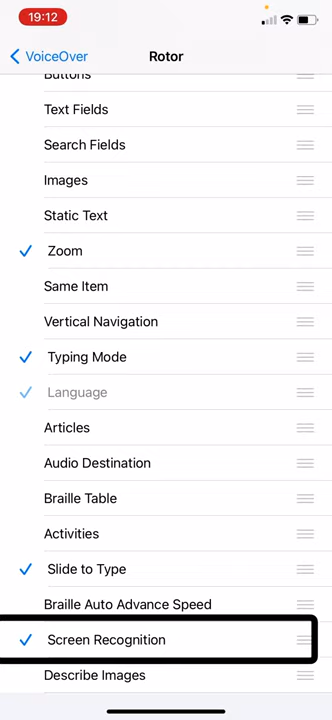 19:12
VoiceOver
Rotor
Buttons
Text Fields
Search Fields
Images
Static Text
Zoom
Same Item
Vertical Navigation
Typing Mode
Language
Articles
Audio Destination
Braille Table
Activities
Slide to Type
Braille Auto Advance Speed
Screen Recognition
Describe Images